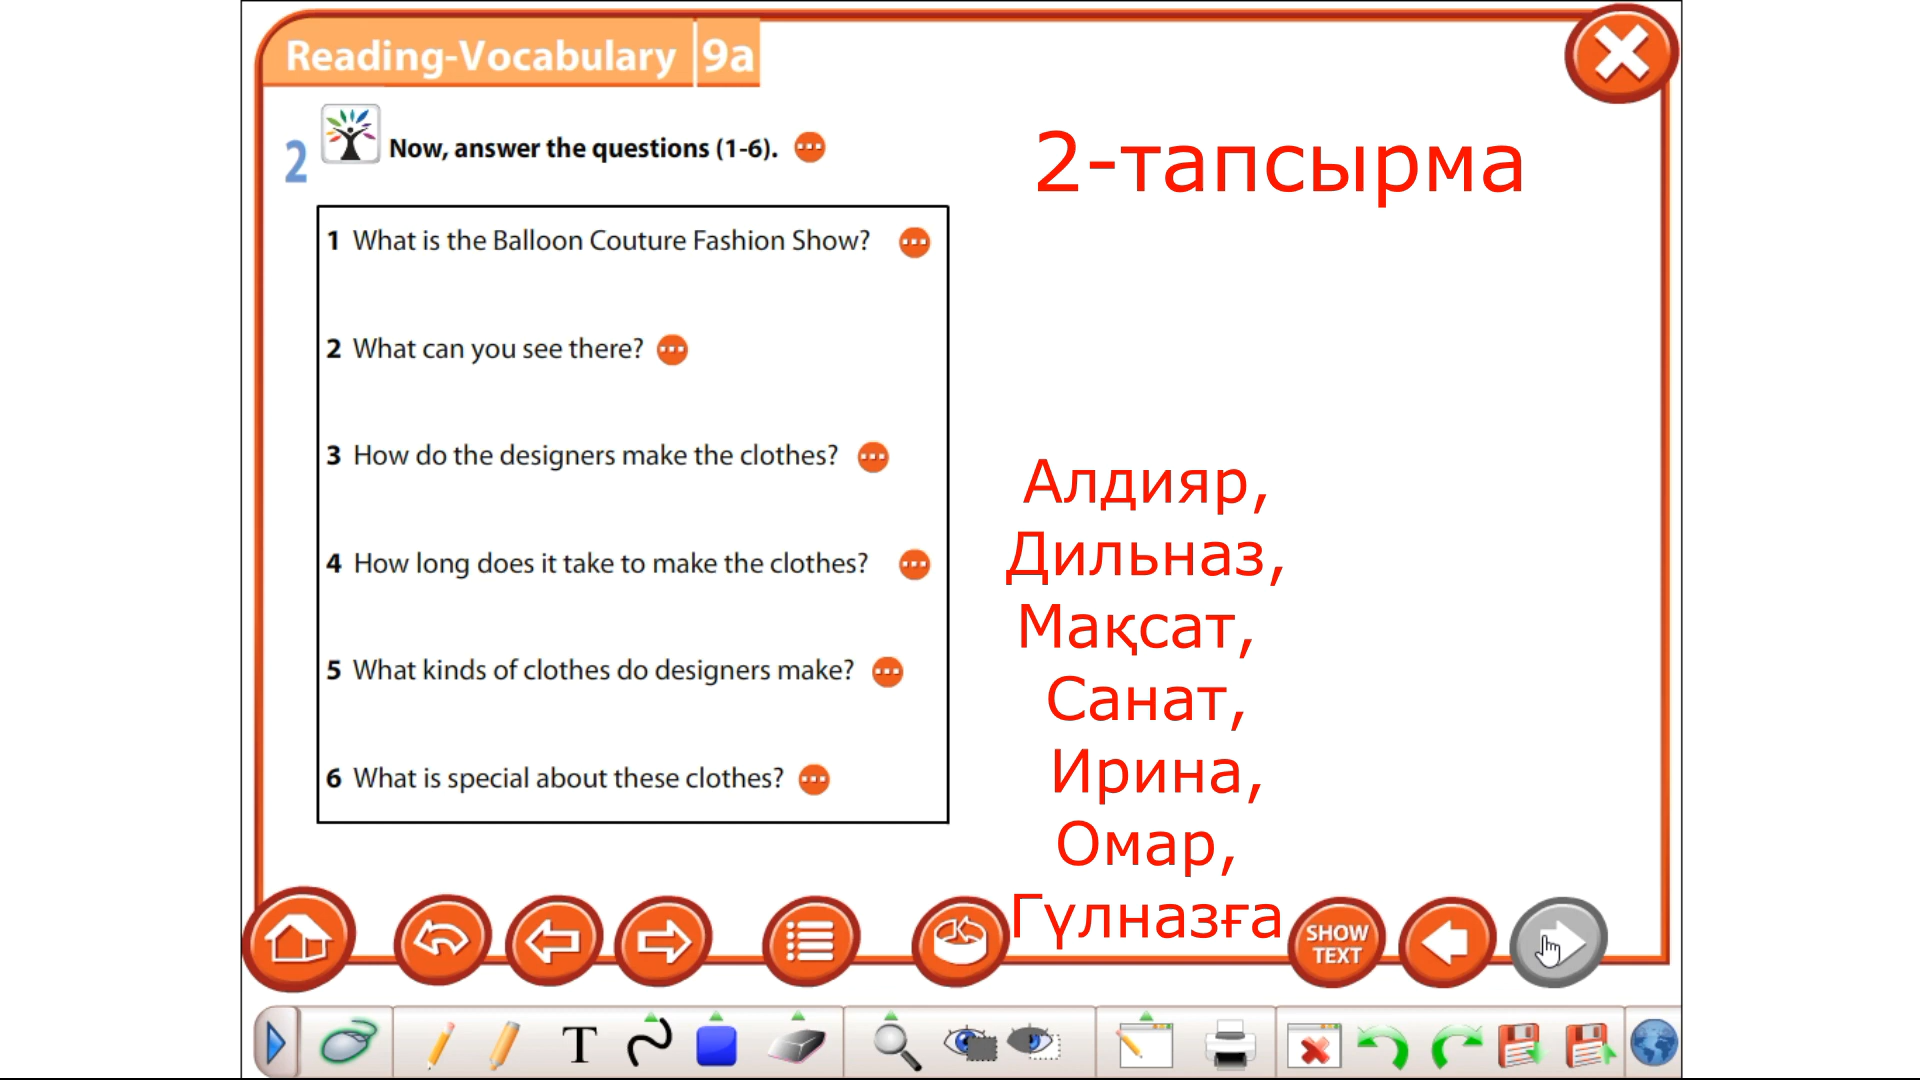 Reading-Vocabulary 9a
2 Now, answer the questions (1-6).
2-тапсырма
1 What is the Balloon Couture Fashion Show?
2 What can you see there?
3 How do the designers make the clothes?
4 How long does it take to make the clothes?
5 What kinds of clothes do designers make?
6 What is special about these clothes?
Алдияр,
Дильназ,
Мақсат,
Санат,
Ирина,
Омар,
Гүлназға
SHOW
TEXT
T